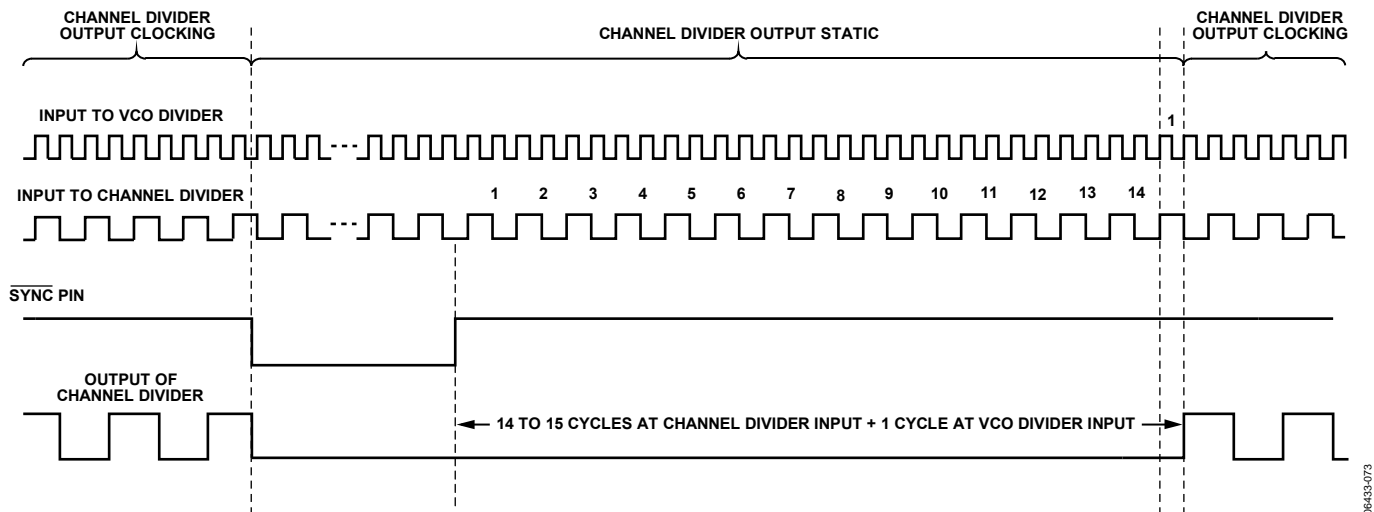 CHANNEL DIVIDER
OUTPUT CLOCKING
CHANNEL DIVIDER OUTPUT STATIC
CHANNEL DIVIDER
OUTPUT CLOCKING
INPUT TO VCO DIVIDER
1
INPUT TO CHANNEL DIVIDER
1 2 3 4 5 6 7 8 9 10 11 12 13 14
SYNC PIN
OUTPUT OF
CHANNEL DIVIDER
14 TO 15 CYCLES AT CHANNEL DIVIDER INPUT + 1 CYCLE AT VCO DIVIDER INPUT
06433-073